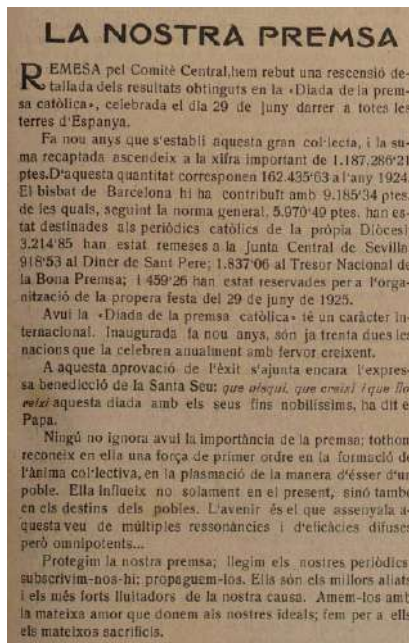 LA NOSTRA PREMSA
REMESA pel Comitè Central,hem rebut una rescensió de-
tallada dels resultats obtinguts en la «Diada de la prem-
sa catòlica», celebrada el dia 29 de juny darrer a totes les
terres d'Espanya.
Fa nou anys que s'establí aquesta gran col·lecta, i la su-
ma recaptada ascendeix a la xifra important de 1.187.286'21
ptes.D'aquesta quantitat corresponen 162.435'63 a l'any 1924.
El bisbat de Barcelona hi ha contribuït amb 9.185'34 ptes.
de les quals, seguint la norma general, 5.970'49 ptes. han es-
tat destinades als periòdics catòlics de la pròpia Diòcesi;
3.214'85 han estat remeses a la Junta Central de Sevilla;
918'53 al Diner de Sant Pere; 1.837'06 al Tresor Nacional de
la Bona Premsa; i 459'26 han estat reservades per a l'orga-
nització de la propera festa del 29 de juny de 1925.
Avui la «Diada de la premsa catòlica» té un caràcter in-
ternacional. Inaugurada fa nou anys, són ja trenta dues les
nacions que la celebren anualment amb fervor creixent.
A aquesta aprovació de l'èxit s'ajunta encara l'expres-
sa benedicció de la Santa Seu: que visqui, que creixi i que flo-
reixi aquesta diada amb els seus fins nobilíssims, ha dit el
Papa.
Ningú no ignora avui la importància de la premsa; tothom
reconeix en ella una força de primer ordre en la formació de
l'ànima col·lectiva, en la plasmació de la manera d'ésser d'un
poble. Ella influeix no solament en el present, sinó també
en els destins dels pobles. L'avenir és el que assenyala a-
questa veu de múltiples ressonàncies i d'eficàcies difuses
però omnipotents...
Protegim la nostra premsa; llegim els nostres periòdics;
subscrivim-nos-hi; propaguem-los. Ells són els millors aliats
i els més forts lluitadors de la nostra causa. Amem-los amb
la mateixa amor que donem als nostres ideals; fem per a ells
els mateixos sacrificis.